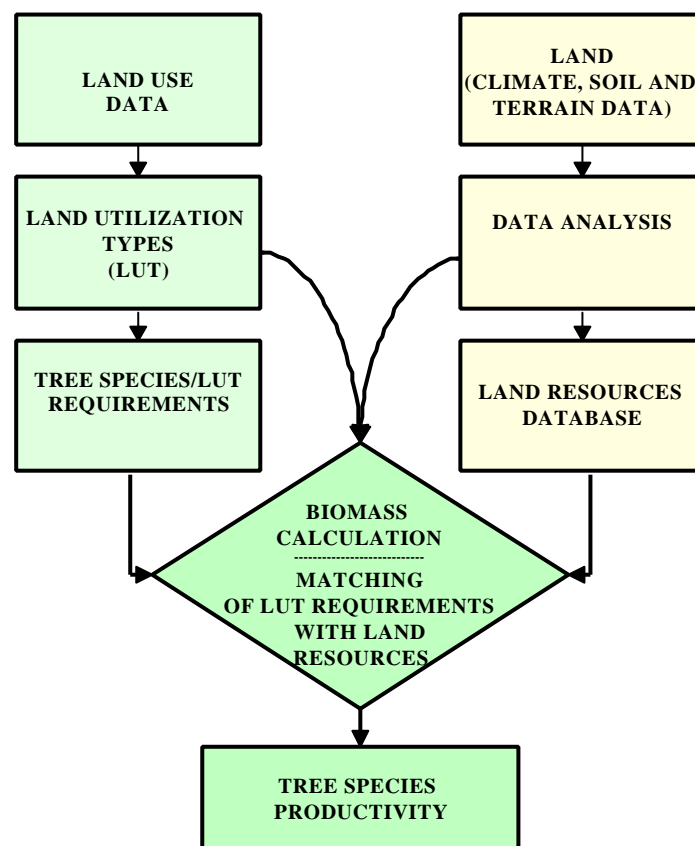 LAND USE
DATA
LAND
(CLIMATE, SOIL AND
TERRAIN DATA)
LAND UTILIZATION
TYPES
(LUT)
DATA ANALYSIS
TREE SPECIES/LUT
REQUIREMENTS
LAND RESOURCES
DATABASE
BIOMASS
CALCULATION
----------------------------
MATCHING
OF LUT REQUIREMENTS
WITH LAND
RESOURCES
TREE SPECIES
PRODUCTIVITY